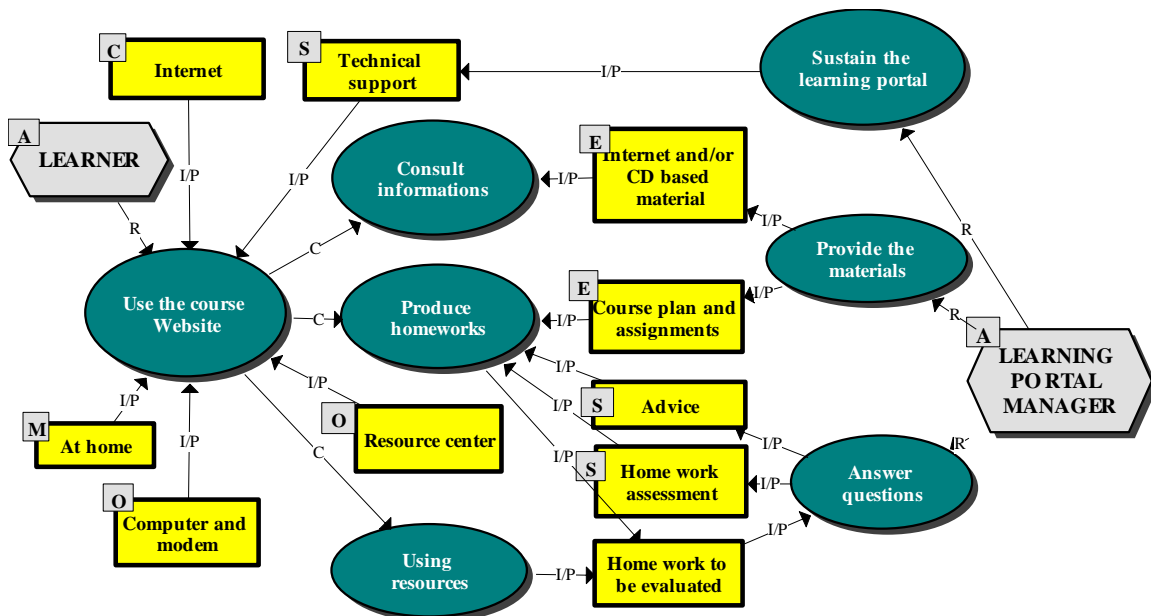 C
Internet
S
Technical
support
I/P
Sustain the
learning portal
A
LEARNER
I/P
I/P
R
Consult
informations
I/P
E
Internet and/or
CD based
material
I/P
R
Provide the
materials
C
Use the course
Website
C
Produce
homeworks
I/P
E
Course plan and
assignments
I/P
R
A
LEARNING
PORTAL
MANAGER
I/P
I/P
M
At home
I/P
I/P
O
Resource center
I/P
S
Advice
I/P
R
C
I/P
S
Home work
assessment
I/P
Answer
questions
O
Computer and
modem
Using
resources
I/P
Home work to
be evaluated
I/P